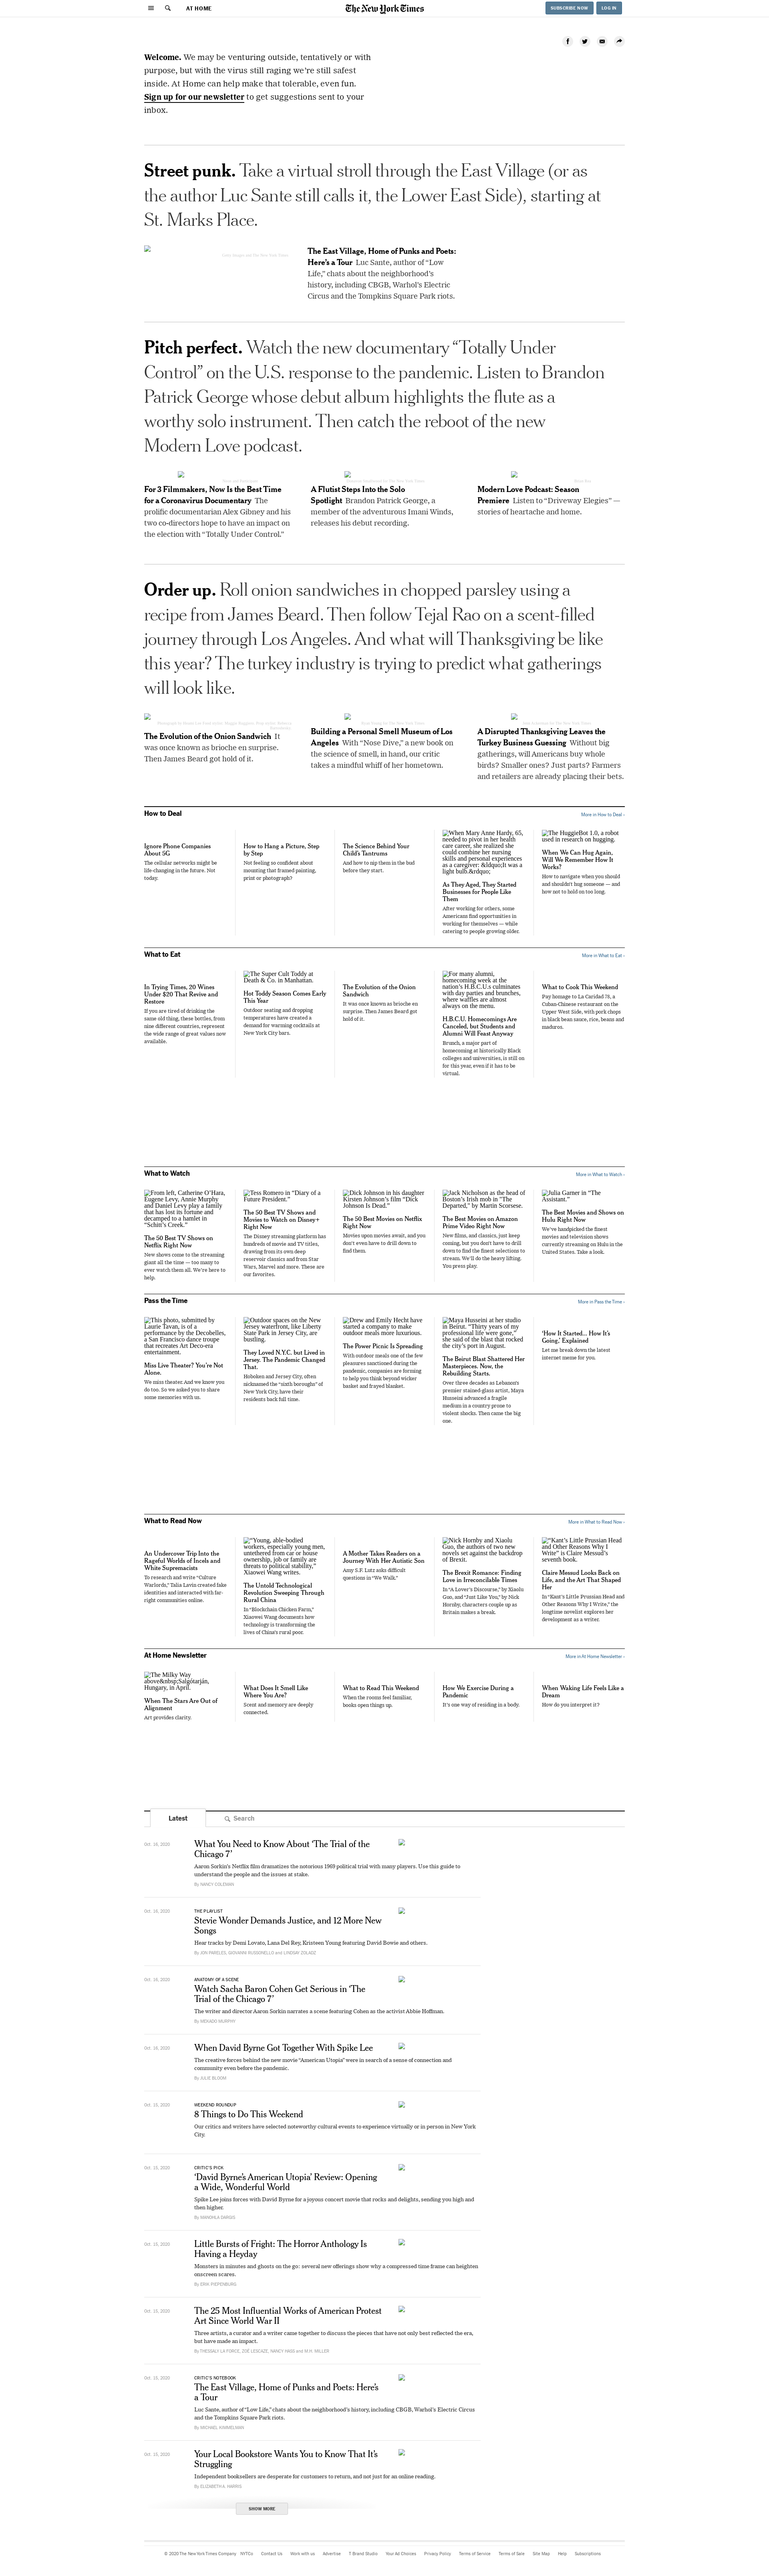 AT HOME
The New York Times
SUBSCRIBE NOW
LOG IN
Welcome. We may be venturing outside, tentatively or with
purpose, but with the virus still raging we're still safest
inside. At Home can help make that tolerable, even fun.
Sign up for our newsletter to get suggestions sent to your
inbox.
Street punk. Take a virtual stroll through the East Village (or as
the author Luc Sante still calls it, the Lower East Side), starting at
St. Marks Place.
The East Village, Home of Punks and Poets:
Here's a Tour Luc Sante, author of “Low
Life,” chats about the neighborhood's
history, including CBGB, Warhol's Electric
Circus and the Tompkins Square Park riots.
Pitch perfect. Watch the new documentary “Totally Under
Control” on the U.S. response to the pandemic. Listen to Brandon
Patrick George whose debut album highlights the flute as a
worthy solo instrument. Then catch the reboot of the new
Modern Love podcast.
For 3 Filmmakers, Now Is the Best Time
for a Coronavirus Documentary The
prolific documentarian Alex Gibney and his
two co-directors hope to have an impact on
the election with “Totally Under Control.”
A Flutist Steps Into the Solo
Spotlight Brandon Patrick George, a
member of the adventurous Imani Winds,
releases his debut recording.
Modern Love Podcast: Season
Premiere Listen to “Driveway Elegies” —
stories of heartache and home.
Order up. Roll onion sandwiches in chopped parsley using a
recipe from James Beard. Then follow Tejal Rao on a scent-filled
journey through Los Angeles. And what will Thanksgiving be like
this year? The turkey industry is trying to predict what gatherings
will look like.
The Evolution of the Onion Sandwich It
was once known as brioche en surprise.
Then James Beard got hold of it.
Building a Personal Smell Museum of Los
Angeles With “Nose Dive,” a new book on
the science of smell, in hand, our critic
takes a mindful whiff of her hometown.
A Disrupted Thanksgiving Leaves the
Turkey Business Guessing Without big
gatherings, will Americans buy whole
birds? Smaller ones? Just parts? Farmers
and retailers are already placing their bets.
How to Deal
More in How to Deal ›
Ignore Phone Companies
About 5G
The cellular networks might be
life-changing in the future. Not
today.
How to Hang a Picture, Step
by Step
Not feeling so confident about
mounting that framed painting,
print or photograph?
The Science Behind Your
Child's Tantrums
And how to nip them in the bud
before they start.
When Mary Anne Hardy, 65,
needed to pivot in her health
care career, she realized she
could combine her nursing
skills and personal experiences
as a caregiver. &ldquo;It was a
light bulb.&rdquo;
As They Aged, They Started
Businesses for People Like
Them
After working for others, some
Americans find opportunities in
working for themselves — while
catering to people growing older.
The HuggieBot 1.0, a robot
used in research on hugging.
When We Can Hug Again,
Will We Remember How It
Works?
How to navigate when you should
and shouldn't hug someone — and
how not to hold on too long.
What to Eat
More in What to Eat ›
In Trying Times, 20 Wines
Under $20 That Revive and
Restore
If you are tired of drinking the
same old thing, these bottles, from
nine different countries, represent
the wide range of great values now
available.
The Super Cult Toddy at
Death & Co. in Manhattan.
Hot Toddy Season Comes Early
This Year
Outdoor seating and dropping
temperatures have created a
demand for warming cocktails at
New York City bars.
The Evolution of the Onion
Sandwich
It was once known as brioche en
surprise. Then James Beard got
hold of it.
For many alumni,
homecoming week at the
nation's H.B.C.U.s culminates
with day parties and brunches,
where waffles are almost
always on the menu.
H.B.C.U. Homecomings Are
Canceled, but Students and
Alumni Will Feast Anyway
Brunch, a major part of
homecoming at historically Black
colleges and universities, is still on
for this year, even if it has to be
virtual.
What to Cook This Weekend
Pay homage to La Caridad 78, a
Cuban-Chinese restaurant on the
Upper West Side, with pork chops
in black bean sauce, rice, beans and
maduros.
What to Watch
More in What to Watch ›
From left, Catherine O'Hara,
Eugene Levy, Annie Murphy
and Daniel Levy play a family
that has lost its fortune and
decamped to a hamlet in
“Schitt's Creek.”
The 50 Best TV Shows on
Netflix Right Now
New shows come to the streaming
giant all the time — too many to
ever watch them all. We're here to
help.
Tess Romero in “Diary of a
Future President.”
The 50 Best TV Shows and
Movies to Watch on Disney+
Right Now
The Disney streaming platform has
hundreds of movie and TV titles,
drawing from its own deep
reservoir classics and from Star
Wars, Marvel and more. These are
our favorites.
Dick Johnson in his daughter
Kirsten Johnson's film “Dick
Johnson Is Dead.”
The 50 Best Movies on Netflix
Right Now
Movies upon movies await, and you
don't even have to drill down to
find them.
Jack Nicholson as the head of
Boston's Irish mob in “The
Departed,” by Martin Scorsese.
The Best Movies on Amazon
Prime Video Right Now
New films, and classics, just keep
coming, but you don't have to drill
down to find the finest selections to
stream. We'll do the heavy lifting.
You press play.
Julia Garner in “The
Assistant.”
The Best Movies and Shows on
Hulu Right Now
We've handpicked the finest
movies and television shows
currently streaming on Hulu in the
United States. Take a look.
Pass the Time
More in Pass the Time ›
This photo, submitted by
Laurie Tavan, is of a
performance by the Decobelles,
a San Francisco dance troupe
that recreates Art Deco-era
entertainment.
Miss Live Theater? You're Not
Alone.
We miss theater. And we know you
do too. So we asked you to share
some memories with us.
Outdoor spaces on the New
Jersey waterfront, like Liberty
State Park in Jersey City, are
bustling.
They Loved N.Y.C. but Lived in
Jersey. The Pandemic Changed
That.
Hoboken and Jersey City, often
nicknamed the “sixth boroughs” of
New York City, have their
residents back full time.
Drew and Emily Hecht have
started a company to make
outdoor meals more luxurious.
The Power Picnic Is Spreading
With outdoor meals one of the few
pleasures sanctioned during the
pandemic, companies are forming
to help you think beyond wicker
basket and frayed blanket.
Maya Husseini at her studio
in Beirut. “Thirty years of my
professional life were gone,”
she said of the blast that rocked
the city's port in August.
The Beirut Blast Shattered Her
Masterpieces. Now, the
Rebuilding Starts.
Over three decades as Lebanon's
premier stained-glass artist, Maya
Husseini advanced a fragile
medium in a country prone to
violent shocks. Then came the big
one.
‘How It Started... How It's
Going,’ Explained
Let me break down the latest
internet meme for you.
What to Read Now
More in What to Read Now ›
An Undercover Trip Into the
Rageful Worlds of Incels and
White Supremacists
To research and write “Culture
Warlords,” Talia Lavin created fake
identities and interacted with far-
right communities online.
“Young, able-bodied
workers, especially young men,
untethered from car or house
ownership, job or family are
threats to political stability,”
Xiaowei Wang writes.
The Untold Technological
Revolution Sweeping Through
Rural China
In “Blockchain Chicken Farm,”
Xiaowei Wang documents how
technology is transforming the
lives of China's rural poor.
A Mother Takes Readers on a
Journey With Her Autistic Son
Amy S.F. Lutz asks difficult
questions in “We Walk.”
Nick Hornby and Xiaolu
Guo, the authors of two new
novels set against the backdrop
of Brexit.
The Brexit Romance: Finding
Love in Irreconcilable Times
In “A Lover's Discourse,” by Xiaolu
Guo, and “Just Like You,” by Nick
Hornby, characters couple up as
Britain makes a break.
“Kant's Little Prussian Head
and Other Reasons Why I
Write” is Claire Messud's
seventh book.
Claire Messud Looks Back on
Life, and the Art That Shaped
Her
In “Kant's Little Prussian Head and
Other Reasons Why I Write,” the
longtime novelist explores her
development as a writer.
At Home Newsletter
More in At Home Newsletter ›
The Milky Way
above&nbsp;Salgótarján,
Hungary, in April.
When The Stars Are Out of
Alignment
Art provides clarity.
What Does It Smell Like
Where You Are?
Scent and memory are deeply
connected.
What to Read This Weekend
When the rooms feel familiar,
books open things up.
How We Exercise During a
Pandemic
It's one way of residing in a body.
When Waking Life Feels Like a
Dream
How do you interpret it?
Latest
Search
Oct. 16, 2020
What You Need to Know About ‘The Trial of the
Chicago 7’
Aaron Sorkin's Netflix film dramatizes the notorious 1969 political trial with many players. Use this guide to
understand the people and the issues at stake.
By NANCY COLEMAN
Oct. 16, 2020
THE PLAYLIST
Stevie Wonder Demands Justice, and 12 More New
Songs
Hear tracks by Demi Lovato, Lana Del Rey, Kristeen Young featuring David Bowie and others.
By JON PARELES, GIOVANNI RUSSONELLO and LINDSAY ZOLADZ
Oct. 16, 2020
ANATOMY OF A SCENE
Watch Sacha Baron Cohen Get Serious in ‘The
Trial of the Chicago 7’
The writer and director Aaron Sorkin narrates a scene featuring Cohen as the activist Abbie Hoffman.
By MEKADO MURPHY
Oct. 16, 2020
When David Byrne Got Together With Spike Lee
The creative forces behind the new movie “American Utopia” were in search of a sense of connection and
community even before the pandemic.
By JULIE BLOOM
Oct. 15, 2020
WEEKEND ROUNDUP
8 Things to Do This Weekend
Our critics and writers have selected noteworthy cultural events to experience virtually or in person in New York
City.
Oct. 15, 2020
CRITIC'S PICK
‘David Byrne's American Utopia’ Review: Opening
a Wide, Wonderful World
Spike Lee joins forces with David Byrne for a joyous concert movie that rocks and delights, sending you high and
then higher.
By MANOHLA DARGIS
Oct. 15, 2020
Little Bursts of Fright: The Horror Anthology Is
Having a Heyday
Monsters in minutes and ghosts on the go: several new offerings show why a compressed time frame can heighten
onscreen scares.
By ERIK PIEPENBURG
Oct. 15, 2020
The 25 Most Influential Works of American Protest
Art Since World War II
Three artists, a curator and a writer came together to discuss the pieces that have not only best reflected the era,
but have made an impact.
By THESSALY LA FORCE, ZOË LESCAZE, NANCY HASS and M.H. MILLER
Oct. 15, 2020
CRITIC'S NOTEBOOK
The East Village, Home of Punks and Poets: Here's
a Tour
Luc Sante, author of “Low Life,” chats about the neighborhood's history, including CBGB, Warhol's Electric Circus
and the Tompkins Square Park riots.
By MICHAEL KIMMELMAN
Oct. 15, 2020
Your Local Bookstore Wants You to Know That It's
Struggling
Independent booksellers are desperate for customers to return, and not just for an online reading.
By ELIZABETH A. HARRIS
SHOW MORE
© 2020 The New York Times Company
NYTCo
Contact Us
Work with us
Advertise
T Brand Studio
Your Ad Choices
Privacy Policy
Terms of Service
Terms of Sale
Site Map
Help
Subscriptions